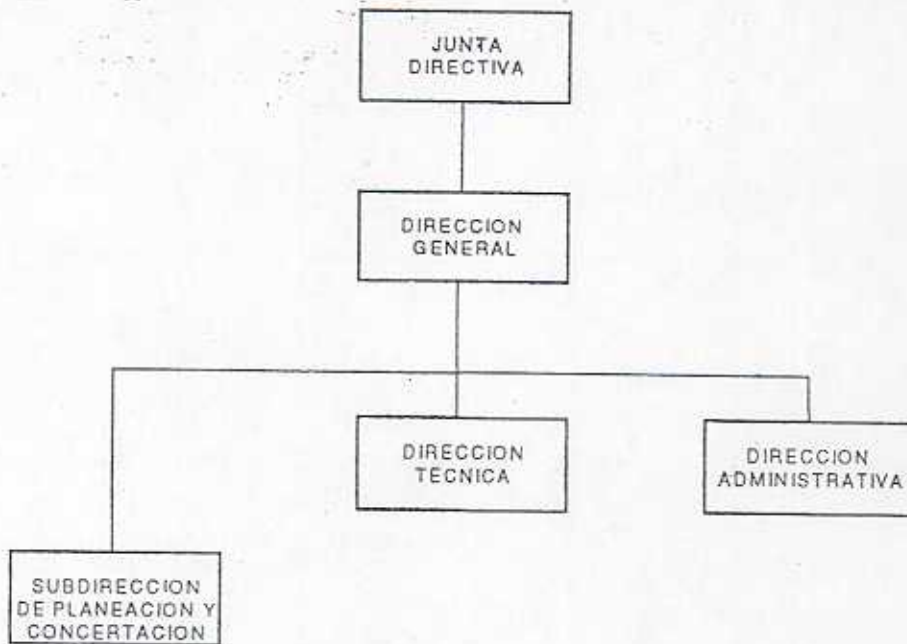 JUNTA
DIRECTIVA
DIRECCION
GENERAL
DIRECCION
TECNICA
DIRECCION
ADMINISTRATIVA
SUBDIRECCION
DE PLANEACION Y
CONCERTACION